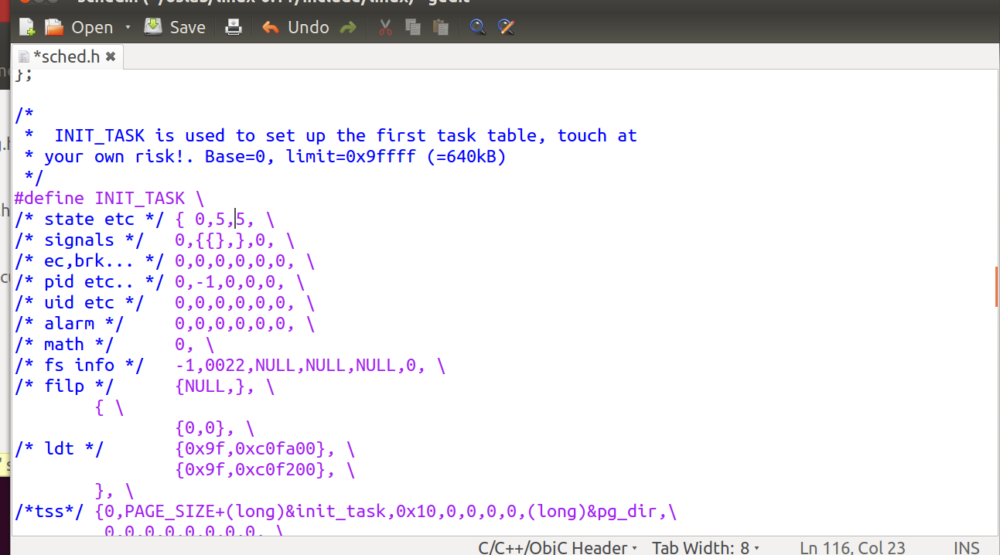 Open Save Undo
*sched.h
};
/*
 *  INIT_TASK is used to set up the first task table, touch at
 * your own risk!. Base=0, limit=0x9ffff (=640kB)
 */
#define INIT_TASK \
/* state etc */ { 0,5,5, \
/* signals */   0,{{},},0, \
/* ec,brk... */ 0,0,0,0,0,0, \
/* pid etc.. */ 0,-1,0,0,0, \
/* uid etc */   0,0,0,0,0,0, \
/* alarm */     0,0,0,0,0,0, \
/* math */      0, \
/* fs info */   -1,0022,NULL,NULL,NULL,0, \
/* filp */      {NULL,}, \
        { \
                {0,0}, \
/* ldt */       {0x9f,0xc0fa00}, \
                {0x9f,0xc0f200}, \
        }, \
/*tss*/ {0,PAGE_SIZE+(long)&init_task,0x10,0,0,0,0,(long)&pg_dir,\
         0,0,0,0,0,0,0,0, \
C/C++/ObjC Header Tab Width: 8 Ln 116, Col 23 INS